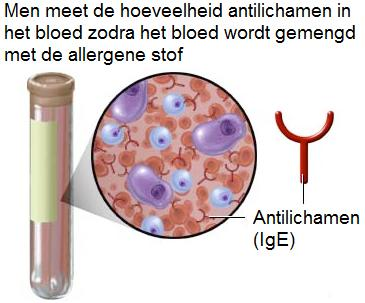 Men meet de hoeveelheid antilichamen in
het bloed zodra het bloed wordt gemengd
met de allergene stof
Antilichamen
(IgE)